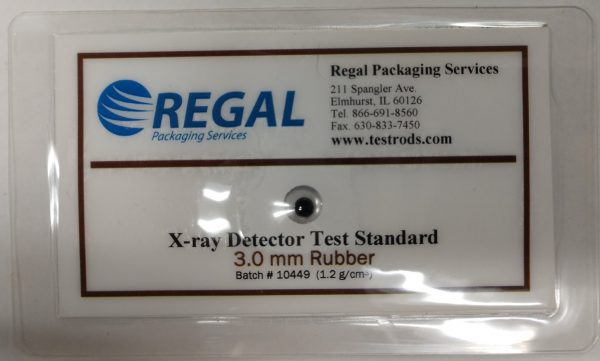 REGAL
Packaging Services
Regal Packaging Services
211 Spangler Ave.
Elmhurst, IL 60126
Tel. 866-691-8560
Fax. 630-833-7450
www.testrods.com
X-ray Detector Test Standard
3.0 mm Rubber
Batch # 10449 (1.2 g/cm³)